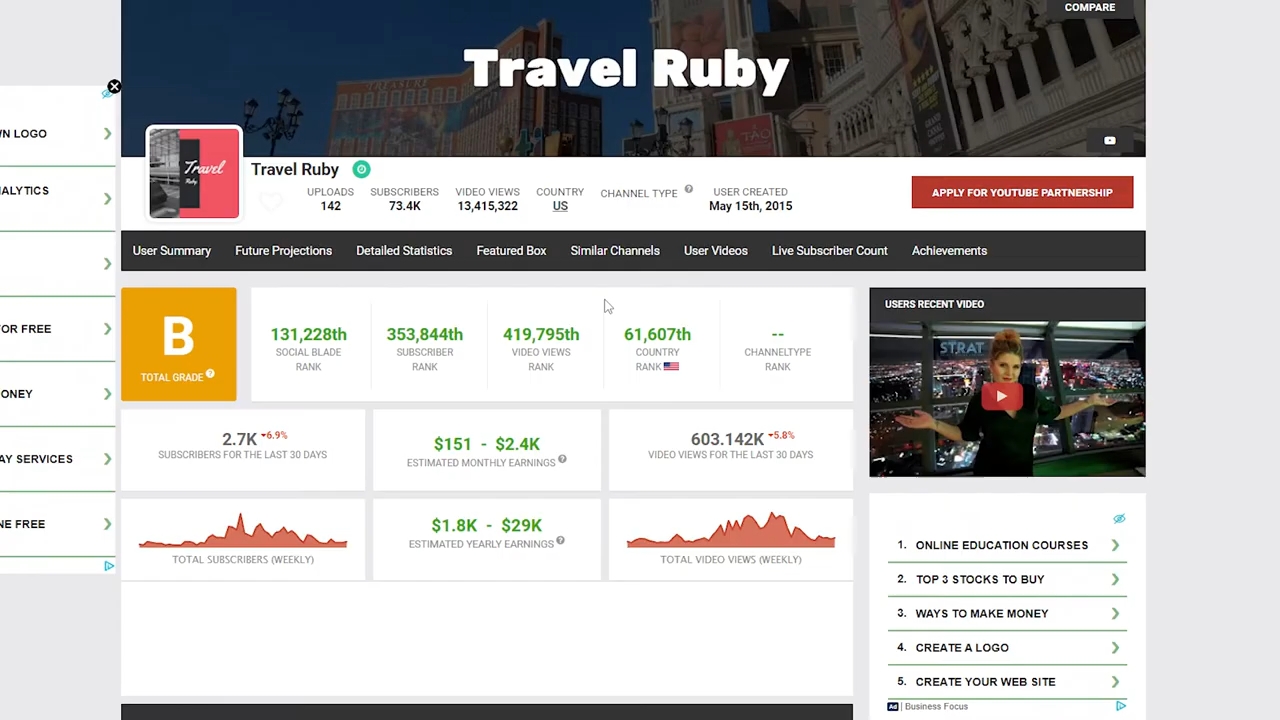 COMPARE
Travel Ruby
WN LOGO
ALYTICS
OR FREE
ONEY
AY SERVICES
NE FREE
Travel
Ruby
Travel Ruby
UPLOADS
142
SUBSCRIBERS
73.4K
VIDEO VIEWS
13,415,322
COUNTRY
US
CHANNEL TYPE
USER CREATED
May 15th, 2015
APPLY FOR YOUTUBE PARTNERSHIP
User Summary Future Projections Detailed Statistics Featured Box Similar Channels User Videos Live Subscriber Count Achievements
B
TOTAL GRADE
131,228th
SOCIAL BLADE
RANK
353,844th
SUBSCRIBER
RANK
419,795th
VIDEO VIEWS
RANK
61,607th
COUNTRY
RANK
--
CHANNELTYPE
RANK
2.7K 6.9%
SUBSCRIBERS FOR THE LAST 30 DAYS
$151 - $2.4K
ESTIMATED MONTHLY EARNINGS
603.142K 5.8%
VIDEO VIEWS FOR THE LAST 30 DAYS
TOTAL SUBSCRIBERS (WEEKLY)
$1.8K - $29K
ESTIMATED YEARLY EARNINGS
TOTAL VIDEO VIEWS (WEEKLY)
USERS RECENT VIDEO
STRAT
1. ONLINE EDUCATION COURSES
2. TOP 3 STOCKS TO BUY
3. WAYS TO MAKE MONEY
4. CREATE A LOGO
5. CREATE YOUR WEB SITE
Ad | Business Focus